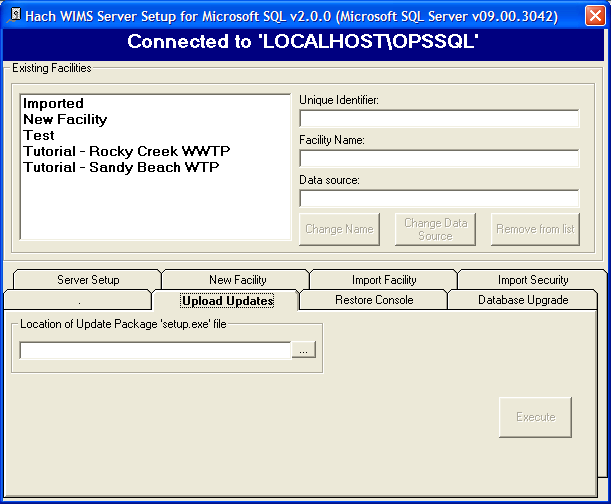 Hach WIMS Server Setup for Microsoft SQL v2.0.0 (Microsoft SQL Server v09.00.3042)
Connected to 'LOCALHOST\OPSSQL'
Existing Facilities
Imported
New Facility
Test
Tutorial - Rocky Creek WWTP
Tutorial - Sandy Beach WTP
Unique Identifier:
Facility Name:
Data source:
Change Name
Change Data
Source
Remove from list
Server Setup
New Facility
Import Facility
Import Security
.
Upload Updates
Restore Console
Database Upgrade
Location of Update Package 'setup.exe' file
...
Execute